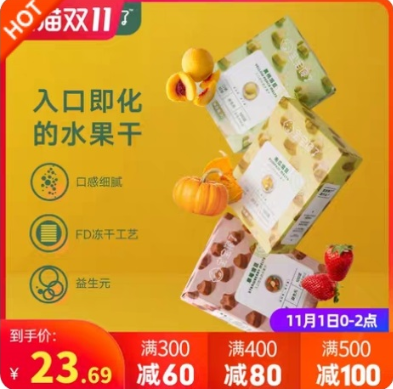 HOT
猫双11
了
入口即化
的水果干
口感细腻
FD冻干工艺
益生元
11月1日0-2点
到手价:
¥23.69
满300
减60
满400
减80
满500
减100